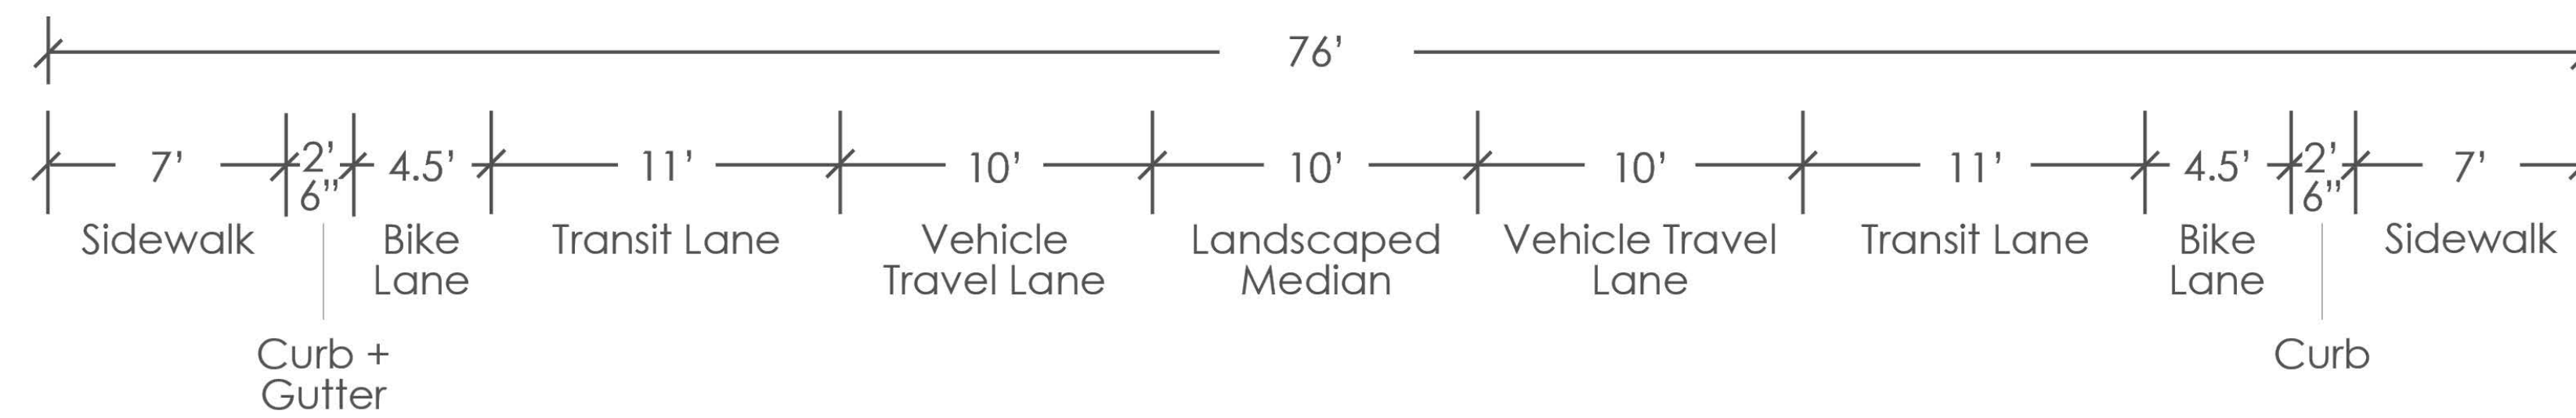 76’
7’ 2’ 4.5’ 11’ 10’ 10’ 10’ 11’ 4.5’ 2’ 7’
6” 6”
Sidewalk Bike Transit Lane Vehicle Landscaped Vehicle Travel Transit Lane Bike Sidewalk
Lane Travel Lane Median Lane Lane
Curb + Curb
Gutter